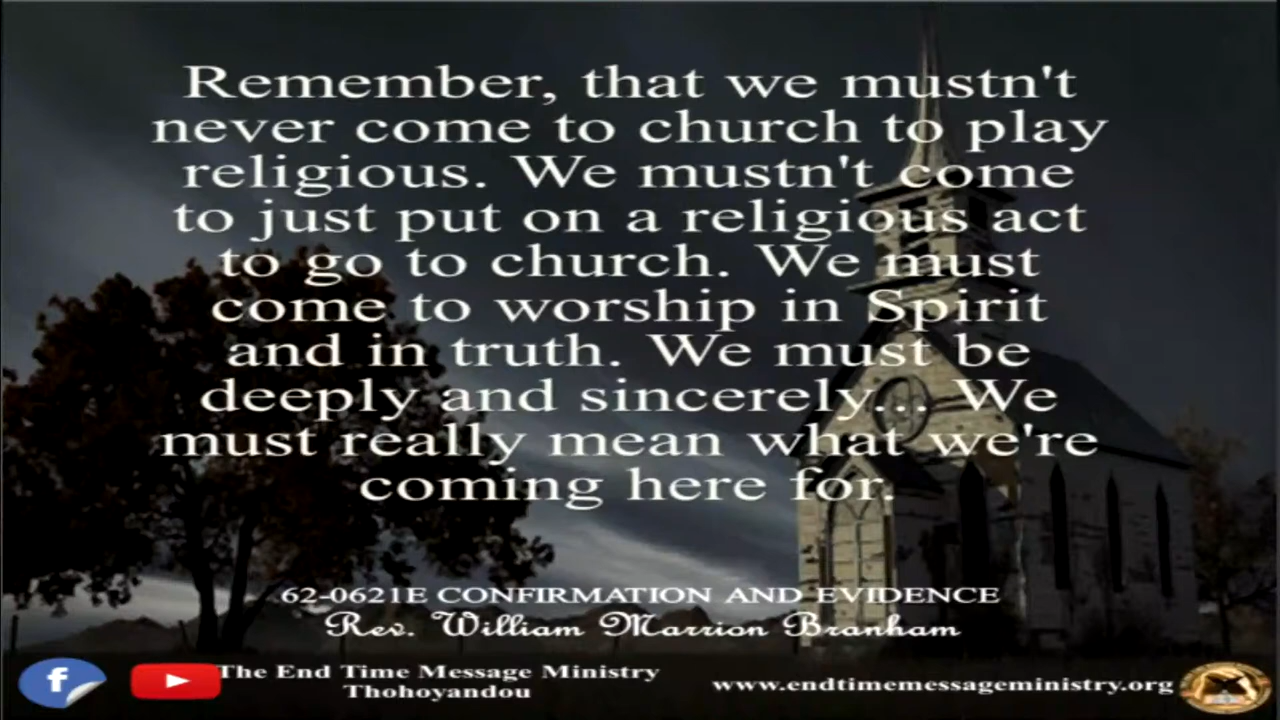 Remember, that we mustn't
never come to church to play
religious. We mustn't come
to just put on a religious act
to go to church. We must
come to worship in Spirit
and in truth. We must be
deeply and sincerely... We
must really mean what we're
coming here for.
62-0621E CONFIRMATION AND EVIDENCE
Rev. William Marrion Branham
f
The End Time Message Ministry
Thohoyandou
www.endtimemessageministry.org